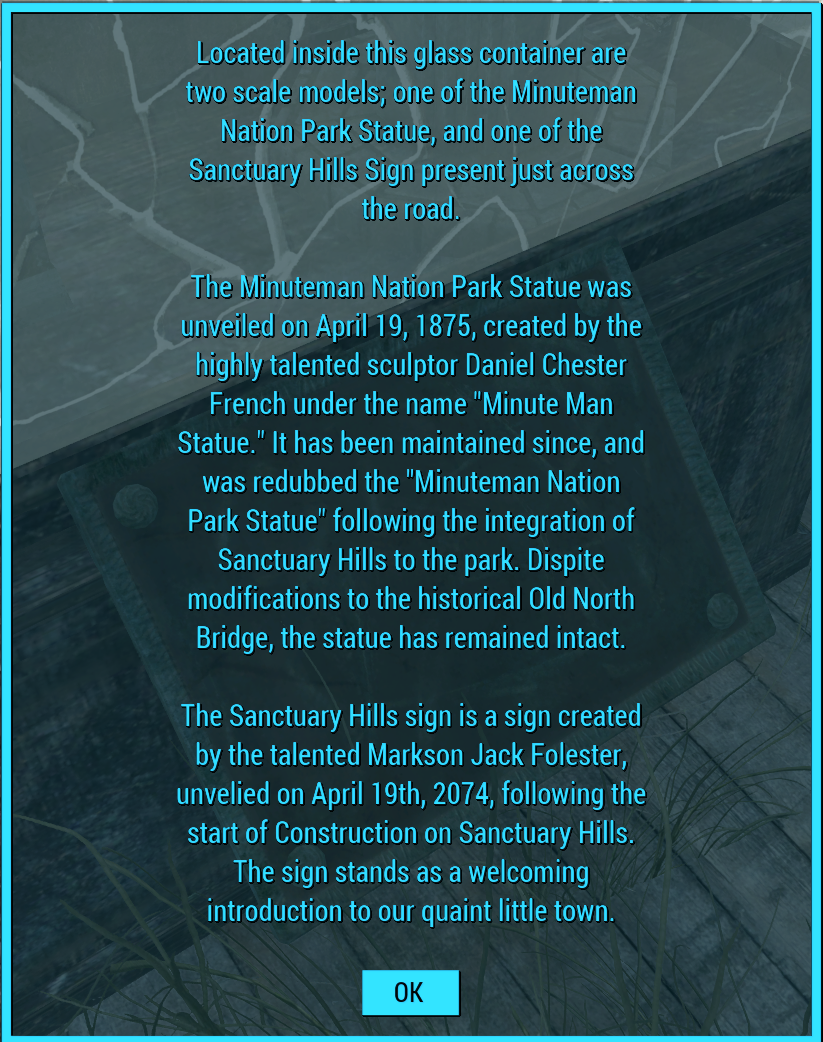 Located inside this glass container are
two scale models; one of the Minuteman
Nation Park Statue, and one of the
Sanctuary Hills Sign present just across
the road.
The Minuteman Nation Park Statue was
unveiled on April 19, 1875, created by the
highly talented sculptor Daniel Chester
French under the name "Minute Man
Statue." It has been maintained since, and
was redubbed the "Minuteman Nation
Park Statue" following the integration of
Sanctuary Hills to the park. Dispite
modifications to the historical Old North
Bridge, the statue has remained intact.
The Sanctuary Hills sign is a sign created
by the talented Markson Jack Folester,
unvelied on April 19th, 2074, following the
start of Construction on Sanctuary Hills.
The sign stands as a welcoming
introduction to our quaint little town.
OK